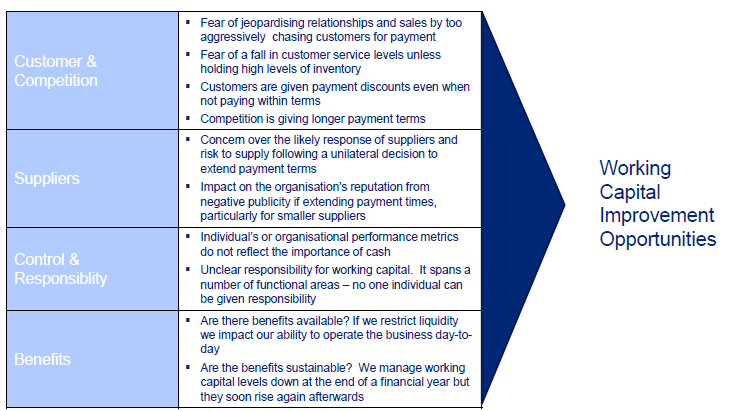 Customer &
Competition
▪ Fear of jeopardising relationships and sales by too
aggressively chasing customers for payment
▪ Fear of a fall in customer service levels unless
holding high levels of inventory
▪ Customers are given payment discounts even when
not paying within terms
▪ Competition is giving longer payment terms
Suppliers
▪ Concern over the likely response of suppliers and
risk to supply following a unilateral decision to
extend payment terms
▪ Impact on the organisation's reputation from
negative publicity if extending payment times,
particularly for smaller suppliers
Control &
Responsiblity
▪ Individual's or organisational performance metrics
do not reflect the importance of cash
▪ Unclear responsibility for working capital. It spans a
number of functional areas – no one individual can
be given responsibility
Benefits
▪ Are there benefits available? If we restrict liquidity
we impact our ability to operate the business day-to-
day
▪ Are the benefits sustainable? We manage working
capital levels down at the end of a financial year but
they soon rise again afterwards
Working
Capital
Improvement
Opportunities